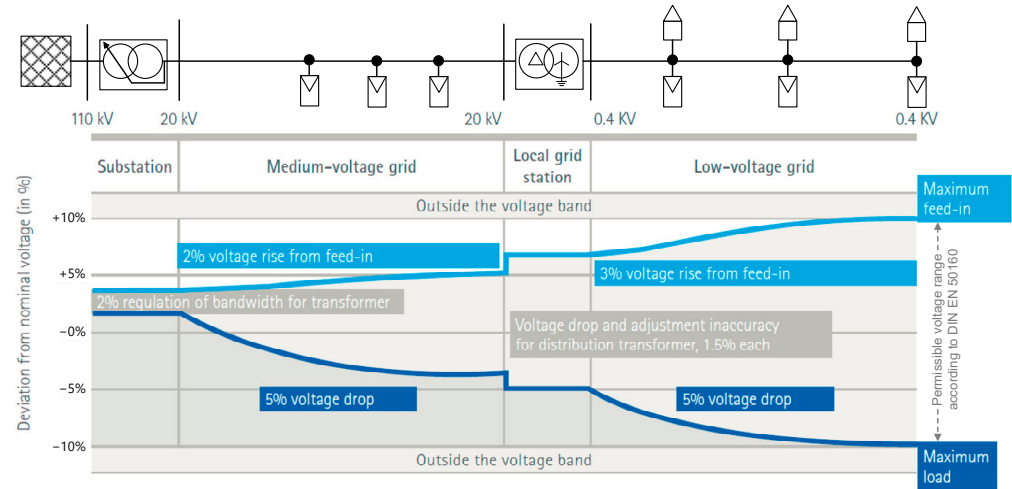 110 kV
20 kV
20 kV
0.4 KV
0.4 KV
Substation
Medium-voltage grid
Local grid
station
Low-voltage grid
Deviation from nominal voltage (in %)
Outside the voltage band
Maximum
feed-in
+10%
2% voltage rise from feed-in
+5%
3% voltage rise from feed-in
2% regulation of bandwidth for transformer
−0%
Voltage drop and adjustment inaccuracy
for distribution transformer, 1.5% each
Permissible voltage range
according to DIN EN 50160
−5%
5% voltage drop
5% voltage drop
−10%
Outside the voltage band
Maximum
load